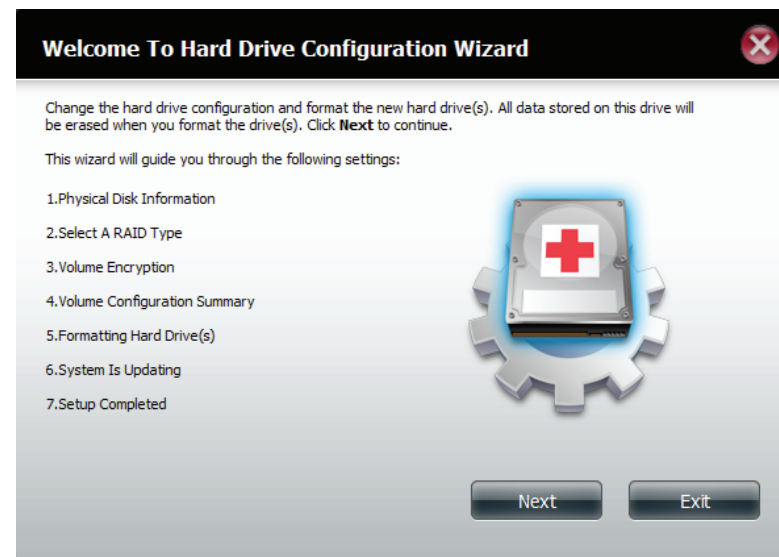 Welcome To Hard Drive Configuration Wizard
Change the hard drive configuration and format the new hard drive(s). All data stored on this drive will
be erased when you format the drive(s). Click Next to continue.
This wizard will guide you through the following settings:
1.Physical Disk Information
2.Select A RAID Type
3.Volume Encryption
4.Volume Configuration Summary
5.Formatting Hard Drive(s)
6.System Is Updating
7.Setup Completed
Next
Exit